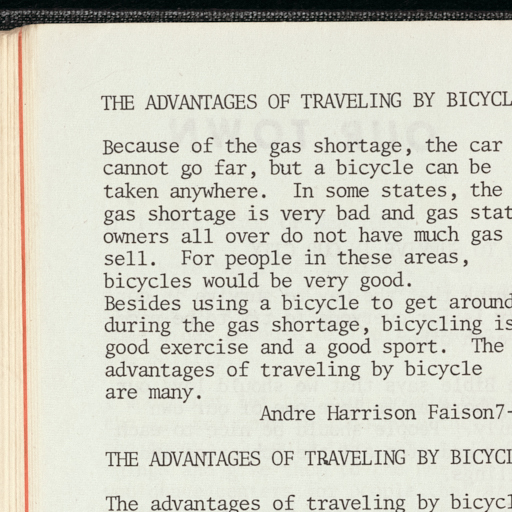 THE ADVANTAGES OF TRAVELING BY BICYCL
Because of the gas shortage, the car
cannot go far, but a bicycle can be
taken anywhere. In some states, the
gas shortage is very bad and gas stat
owners all over do not have much gas
sell. For people in these areas,
bicycles would be very good.
Besides using a bicycle to get around
during the gas shortage, bicycling is
good exercise and a good sport. The
advantages of traveling by bicycle
are many.
Andre Harrison Faison7-
THE ADVANTAGES OF TRAVELING BY BICYCL
The advantages of traveling by bicycl